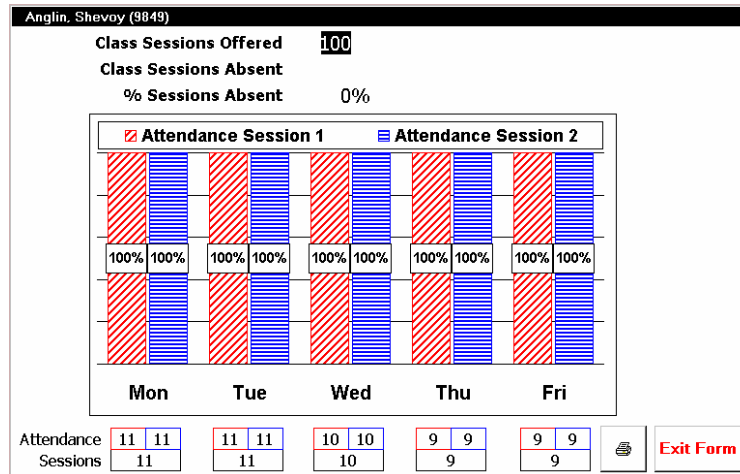 Anglin, Shevoy (9849)
Class Sessions Offered 100
Class Sessions Absent
% Sessions Absent 0%
Attendance Session 1 Attendance Session 2
100% 100% 100% 100% 100% 100% 100% 100% 100% 100%
Mon Tue Wed Thu Fri
Attendance 11 11 11 11 10 10 9 9 9 9
Sessions 11 11 10 9 9
Exit Form